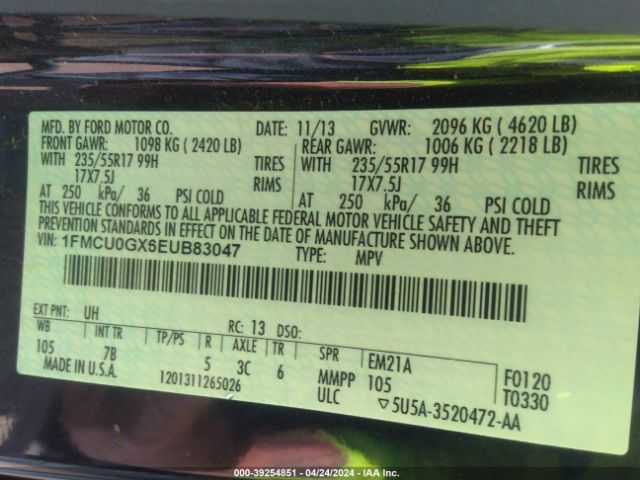 MFD. BY FORD MOTOR CO. DATE: 11/13 GVWR: 2096 KG ( 4620 LB)
FRONT GAWR: 1098 KG ( 2420 LB) REAR GAWR: 1006 KG ( 2218 LB)
WITH 235/55R17 99H TIRES WITH 235/55R17 99H TIRES
17X7.5J RIMS 17X7.5J RIMS
AT 250 kPa/ 36 PSI COLD AT 250 kPa/ 36 PSI COLD
THIS VEHICLE CONFORMS TO ALL APPLICABLE FEDERAL MOTOR VEHICLE SAFETY AND THEFT
PREVENTION STANDARDS IN EFFECT ON THE DATE OF MANUFACTURE SHOWN ABOVE.
VIN: 1FMCU0GX6EUB83047 TYPE: MPV
EXT PNT: UH RC: 13 DSO:
WB INT TR TP/PS R AXLE TR SPR EM21A F0120
105 7B 5 3C 6 MMPP 105 T0330
MADE IN U.S.A. 1201311265026 ULC ▽5U5A-3520472-AA
000-39254851 - 04/24/2024 - IAA Inc.